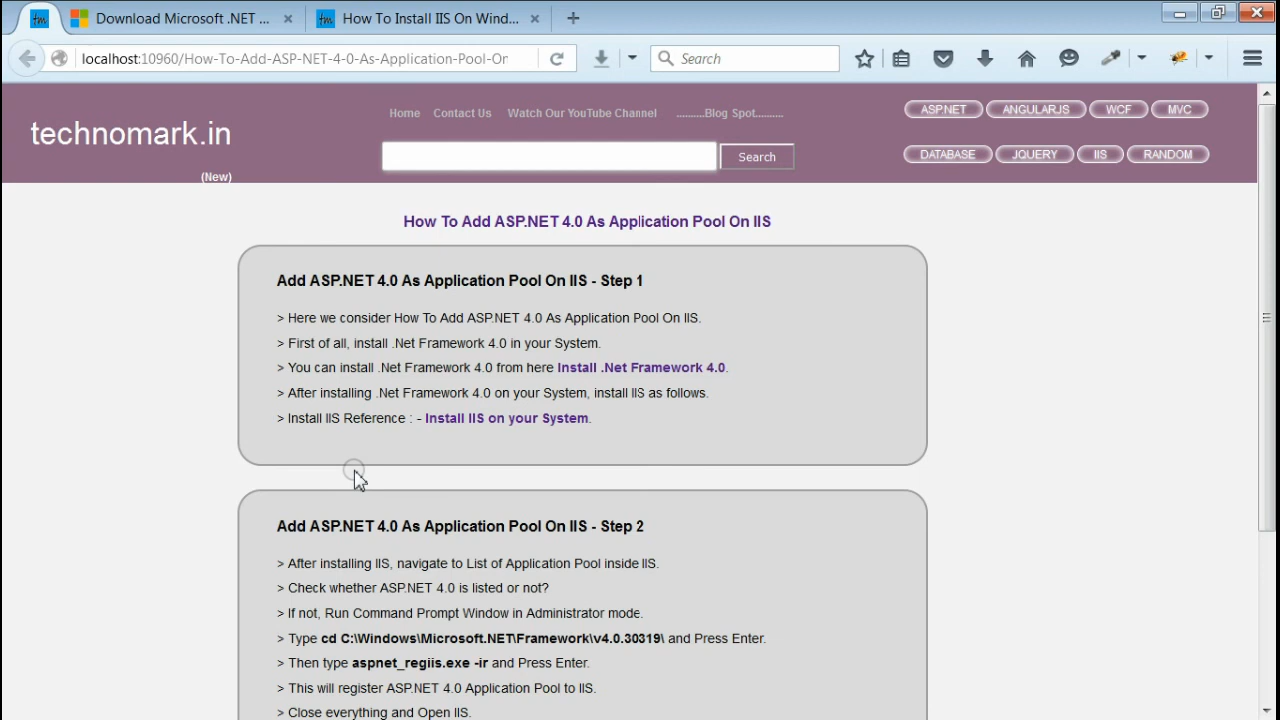 Download Microsoft .NET ...
How To Install IIS On Wind...
localhost:10960/How-To-Add-ASP-NET-4-0-As-Application-Pool-On
Search
technomark.in
(New)
Home Contact Us Watch Our YouTube Channel ..........Blog Spot..........
Search
ASP.NET ANGULARJS WCF MVC
DATABASE JQUERY IIS RANDOM
How To Add ASP.NET 4.0 As Application Pool On IIS
Add ASP.NET 4.0 As Application Pool On IIS - Step 1
> Here we consider How To Add ASP.NET 4.0 As Application Pool On IIS.
> First of all, install .Net Framework 4.0 in your System.
> You can install .Net Framework 4.0 from here Install .Net Framework 4.0.
> After installing .Net Framework 4.0 on your System, install IIS as follows.
> Install IIS Reference : - Install IIS on your System.
Add ASP.NET 4.0 As Application Pool On IIS - Step 2
> After installing IIS, navigate to List of Application Pool inside IIS.
> Check whether ASP.NET 4.0 is listed or not?
> If not, Run Command Prompt Window in Administrator mode.
> Type cd C:\Windows\Microsoft.NET\Framework\v4.0.30319\ and Press Enter.
> Then type aspnet_regiis.exe -ir and Press Enter.
> This will register ASP.NET 4.0 Application Pool to IIS.
> Close everything and Open IIS.